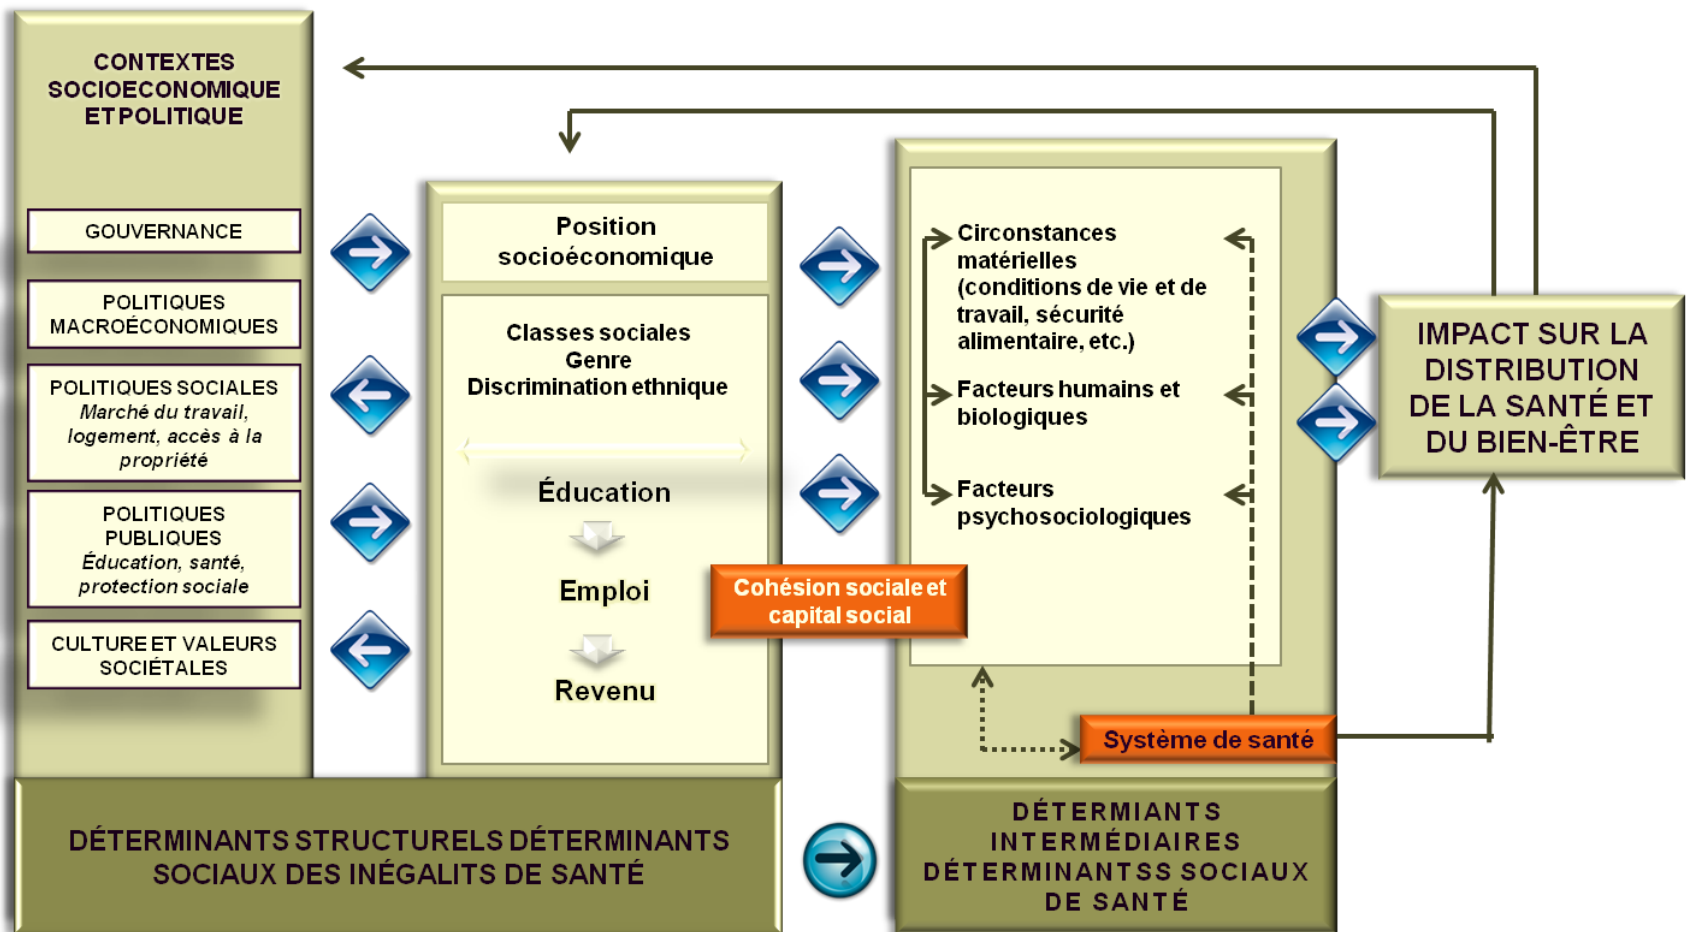 CONTEXTES
SOCIOECONOMIQUE
ET POLITIQUE
GOUVERNANCE
POLITIQUES
MACROÉCONOMIQUES
POLITIQUES SOCIALES
Marché du travail,
logement, accès à la
propriété
POLITIQUES
PUBLIQUES
Éducation, santé,
protection sociale
CULTURE ET VALEURS
SOCIÉTALES
Position
socioéconomique
Classes sociales
Genre
Discrimination ethnique
Éducation
Emploi
Revenu
Cohésion sociale et
capital social
Circonstances
matérielles
(conditions de vie et de
travail, sécurité
alimentaire, etc.)
Facteurs humains et
biologiques
Facteurs
psychosociologiques
Système de santé
IMPACT SUR LA
DISTRIBUTION
DE LA SANTÉ ET
DU BIEN-ÊTRE
DÉTERMINANTS STRUCTURELS DÉTERMINANTS
SOCIAUX DES INÉGALITS DE SANTÉ
DÉTERMIANTS
INTERMÉDIAIRES
DÉTERMINANTSS SOCIAUX
DE SANTÉ